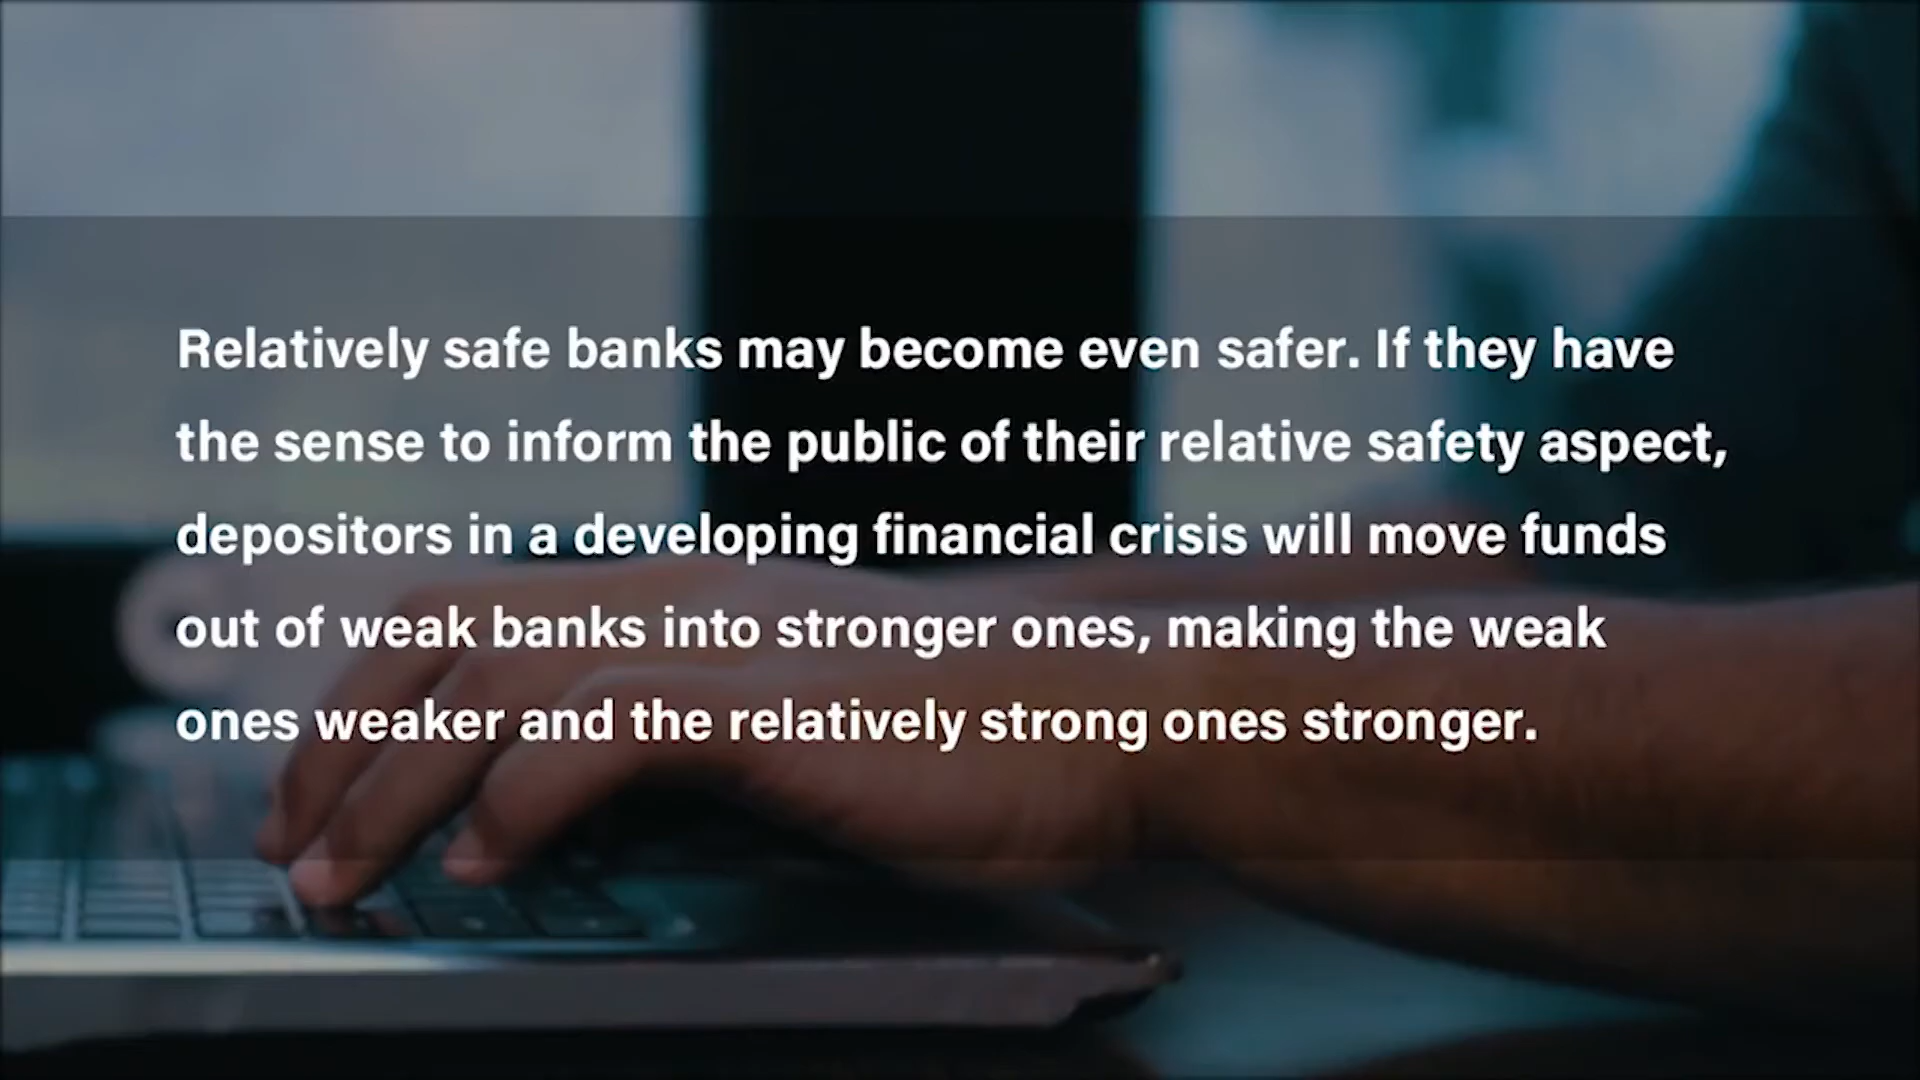 Relatively safe banks may become even safer. If they have
the sense to inform the public of their relative safety aspect,
depositors in a developing financial crisis will move funds
out of weak banks into stronger ones, making the weak
ones weaker and the relatively strong ones stronger.